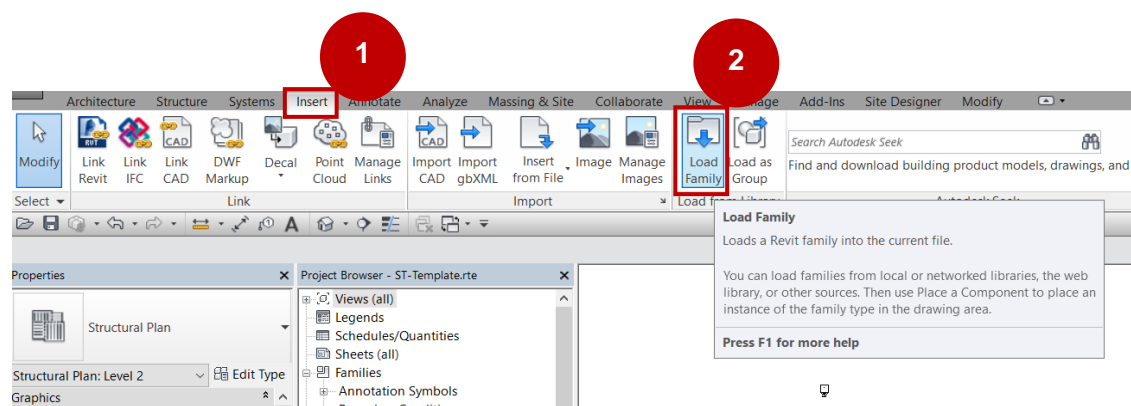 1
2
Architecture Structure Systems Insert Annotate Analyze Massing & Site Collaborate View Manage Add-Ins Site Designer Modify
Modify
Link Revit
Link IFC
Link CAD
DWF Markup
Decal
Point Cloud
Manage Links
Import CAD
Import gbXML
Insert from File
Image
Manage Images
Load Family
Load as Group
Search Autodesk Seek
Find and download building product models, drawings, and
Select
Link
Import
Load from Library
Autodesk Seek
Load Family
Loads a Revit family into the current file.
You can load families from local or networked libraries, the web
library, or other sources. Then use Place a Component to place an
instance of the family type in the drawing area.
Press F1 for more help
Properties
Structural Plan
Structural Plan: Level 2
Edit Type
Graphics
Project Browser - ST-Template.rte
Views (all)
Legends
Schedules/Quantities
Sheets (all)
Families
Annotation Symbols